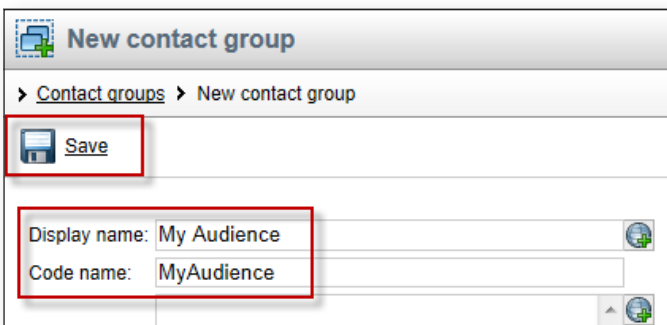 New contact group
Contact groups > New contact group
Save
Display name: My Audience
Code name: MyAudience